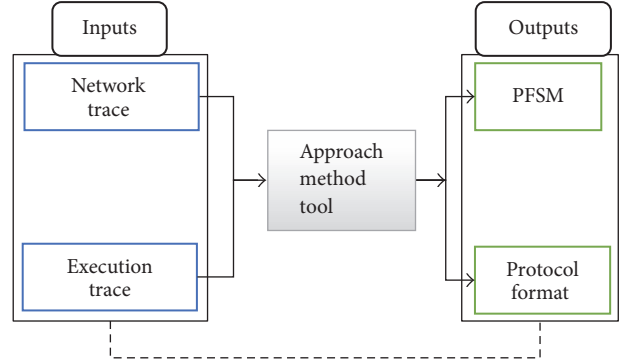 Inputs
Network
trace
Execution
trace
Approach
method
tool
Outputs
PFSM
Protocol
format